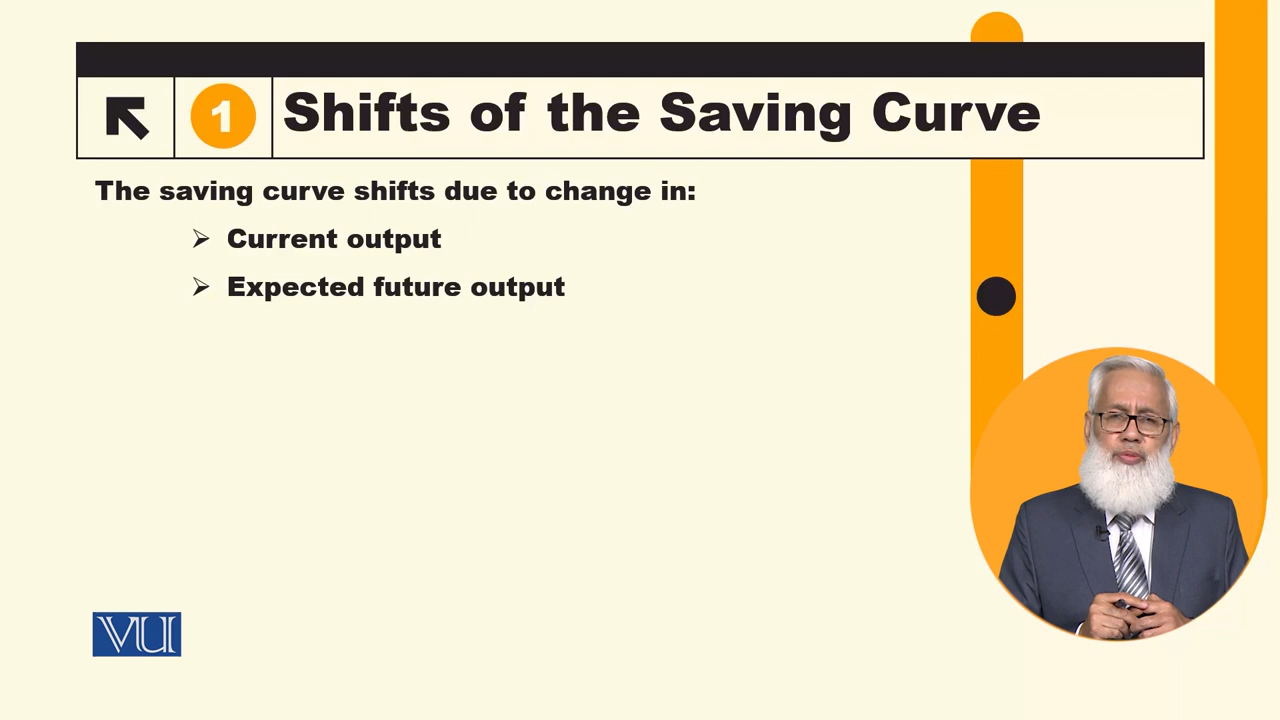 1 Shifts of the Saving Curve
The saving curve shifts due to change in:
➢ Current output
➢ Expected future output
VU